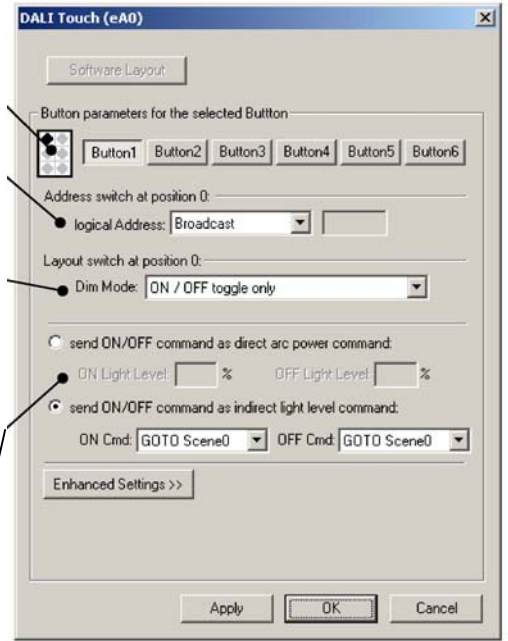 DALI Touch (eA0)
Software Layout
Button parameters for the selected Buttton
Button1 Button2 Button3 Button4 Button5 Button6
Address switch at position 0:
logical Address: Broadcast
Layout switch at position 0:
Dim Mode: ON / OFF toggle only
send ON/OFF command as direct arc power command:
ON Light Level: % OFF Light Level: %
send ON/OFF command as indirect light level command:
ON Cmd: GOTO Scene0 OFF Cmd: GOTO Scene0
Enhanced Settings >>
Apply OK Cancel